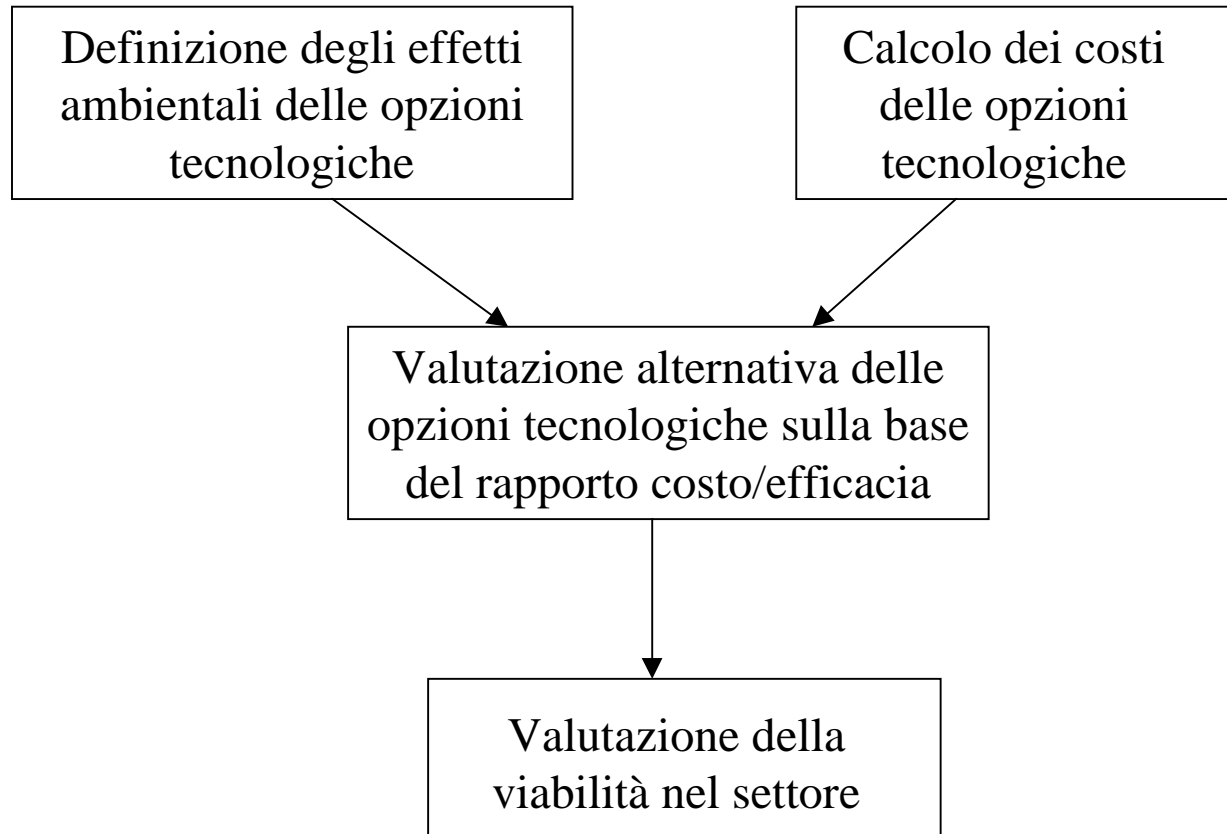 Definizione degli effetti
ambientali delle opzioni
tecnologiche
Calcolo dei costi
delle opzioni
tecnologiche
Valutazione alternativa delle
opzioni tecnologiche sulla base
del rapporto costo/efficacia
Valutazione della
viabilità nel settore